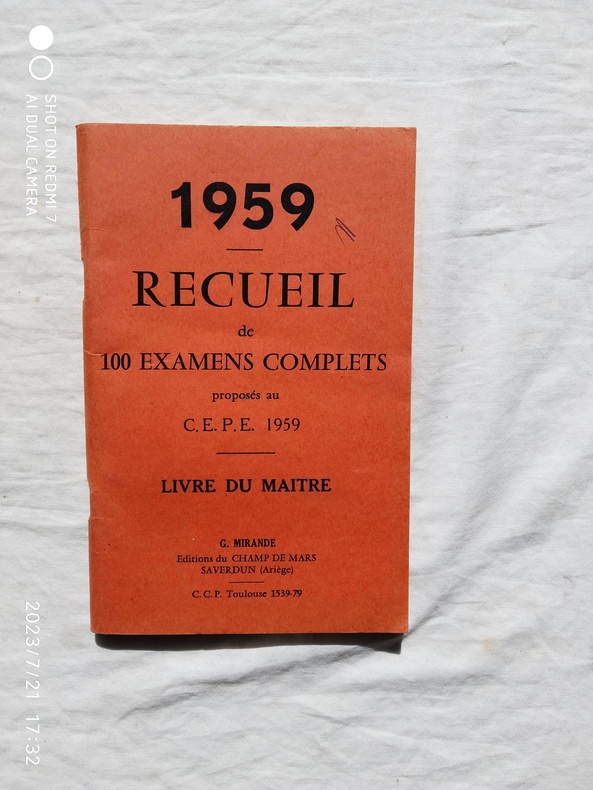 1959
RECUEIL
de
100 EXAMENS COMPLETS
proposés au
C.E.P.E. 1959
LIVRE DU MAITRE
G. MIRANDE
Editions du CHAMP DE MARS
SAVERDUN (Ariège)
C.C.P. Toulouse 1539-79
SHOT ON REDMI 7
AI DUAL CAMERA
2023/7/21 17:32